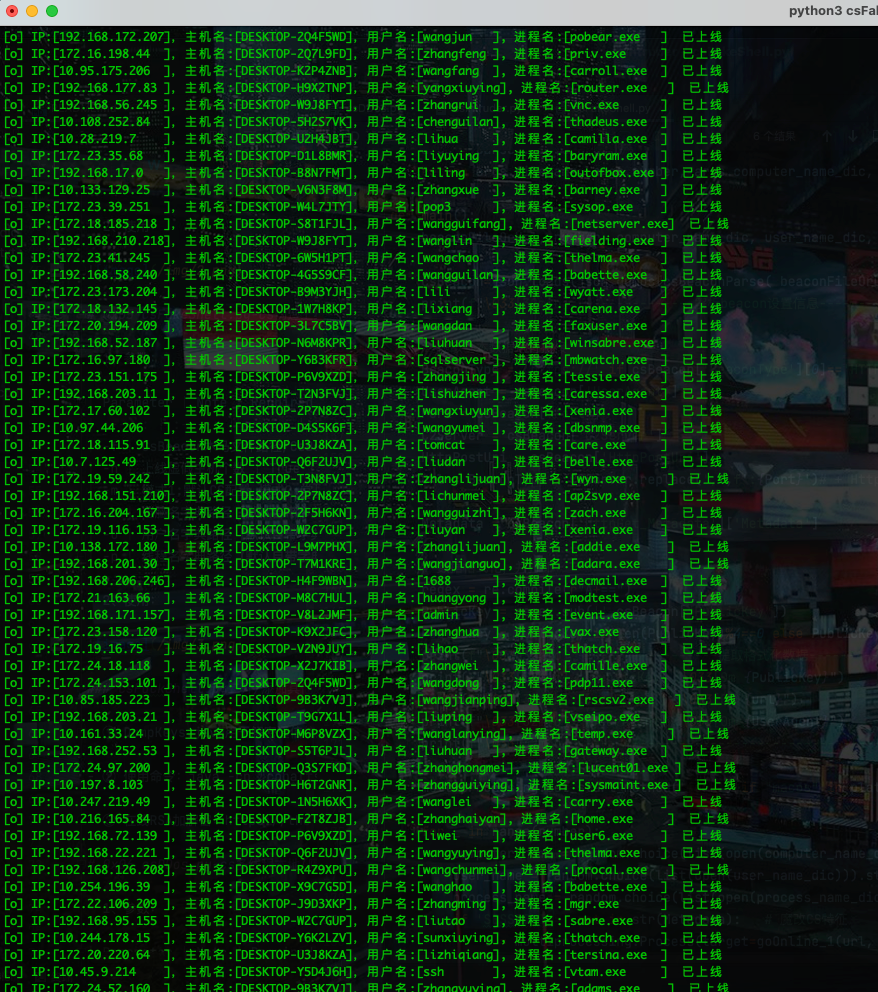 python3 csFal
[o] IP:[192.168.172.207], 主机名:[DESKTOP-2Q4F5WD], 用户名:[wangjun   ], 进程名:[pobear.exe   ]  已上线
[o] IP:[172.16.198.44  ], 主机名:[DESKTOP-2Q7L9FD], 用户名:[zhangfeng ], 进程名:[priv.exe     ]  已上线
[o] IP:[10.95.175.206  ], 主机名:[DESKTOP-KZP4ZNB], 用户名:[wangfang  ], 进程名:[carroll.exe  ]  已上线
[o] IP:[192.168.177.83 ], 主机名:[DESKTOP-H9X2TNP], 用户名:[yangxiuying], 进程名:[router.exe   ]  已上线
[o] IP:[192.168.56.245 ], 主机名:[DESKTOP-W9J8FYT], 用户名:[zhangrui  ], 进程名:[vnc.exe      ]  已上线
[o] IP:[10.108.252.84  ], 主机名:[DESKTOP-5H2S7VK], 用户名:[chenguilan], 进程名:[thadeus.exe  ]  已上线
[o] IP:[10.28.219.7    ], 主机名:[DESKTOP-U2H4JBT], 用户名:[lihua     ], 进程名:[camilla.exe  ]  已上线
[o] IP:[172.23.35.68   ], 主机名:[DESKTOP-D1L8BMR], 用户名:[liyuying  ], 进程名:[baryram.exe  ]  已上线
[o] IP:[192.168.17.0   ], 主机名:[DESKTOP-B8N7FMT], 用户名:[liling    ], 进程名:[outofbox.exe ]  已上线
[o] IP:[10.133.129.25  ], 主机名:[DESKTOP-V6N3F8M], 用户名:[zhangxue  ], 进程名:[barney.exe   ]  已上线
[o] IP:[172.23.39.251  ], 主机名:[DESKTOP-W4L7JTY], 用户名:[pop3      ], 进程名:[sysop.exe    ]  已上线
[o] IP:[172.18.185.218 ], 主机名:[DESKTOP-S8T1FJL], 用户名:[wangguifang], 进程名:[netserver.exe]  已上线
[o] IP:[192.168.210.218], 主机名:[DESKTOP-W9J8FYT], 用户名:[wanglin   ], 进程名:[fielding.exe ]  已上线
[o] IP:[172.23.41.245  ], 主机名:[DESKTOP-6W5H1PT], 用户名:[wangchao  ], 进程名:[thelma.exe   ]  已上线
[o] IP:[192.168.58.240 ], 主机名:[DESKTOP-4G5S9CF], 用户名:[wangguilan], 进程名:[babette.exe  ]  已上线
[o] IP:[172.23.173.204 ], 主机名:[DESKTOP-B9M3YJH], 用户名:[lili      ], 进程名:[wyatt.exe    ]  已上线
[o] IP:[172.18.132.145 ], 主机名:[DESKTOP-1W7H8KP], 用户名:[lixiang   ], 进程名:[carena.exe   ]  已上线
[o] IP:[172.20.194.209 ], 主机名:[DESKTOP-3L7C5BV], 用户名:[wangdan   ], 进程名:[faxuser.exe  ]  已上线
[o] IP:[192.168.52.187 ], 主机名:[DESKTOP-N6M8KPR], 用户名:[liuhuan   ], 进程名:[winsabre.exe ]  已上线
[o] IP:[172.16.97.180  ], 主机名:[DESKTOP-Y6B3KFR], 用户名:[sqlserver ], 进程名:[mbwatch.exe  ]  已上线
[o] IP:[172.23.151.175 ], 主机名:[DESKTOP-P6V9XZD], 用户名:[zhangjing ], 进程名:[tessie.exe   ]  已上线
[o] IP:[192.168.203.11 ], 主机名:[DESKTOP-TZN3FVJ], 用户名:[lishuzhen ], 进程名:[caressa.exe  ]  已上线
[o] IP:[172.17.60.102  ], 主机名:[DESKTOP-2P7N8ZC], 用户名:[wangxiuyun], 进程名:[xenia.exe    ]  已上线
[o] IP:[10.97.44.206   ], 主机名:[DESKTOP-D4S5K6F], 用户名:[wangyumei ], 进程名:[dbsnmp.exe   ]  已上线
[o] IP:[172.18.115.91  ], 主机名:[DESKTOP-U3J8KZA], 用户名:[tomcat    ], 进程名:[care.exe     ]  已上线
[o] IP:[10.7.125.49    ], 主机名:[DESKTOP-Q6FZUJV], 用户名:[liudan    ], 进程名:[belle.exe    ]  已上线
[o] IP:[172.19.59.242  ], 主机名:[DESKTOP-T3N8FVJ], 用户名:[zhanglijuan], 进程名:[wyn.exe      ]  已上线
[o] IP:[192.168.151.210], 主机名:[DESKTOP-2P7N8ZC], 用户名:[lichunmei ], 进程名:[ap2svp.exe   ]  已上线
[o] IP:[172.16.204.167 ], 主机名:[DESKTOP-2F5H6KN], 用户名:[wangguizhi], 进程名:[zach.exe     ]  已上线
[o] IP:[172.19.116.153 ], 主机名:[DESKTOP-WZC7GUP], 用户名:[liuyan    ], 进程名:[xenia.exe    ]  已上线
[o] IP:[10.138.172.180 ], 主机名:[DESKTOP-L9M7PHX], 用户名:[zhanglijuan], 进程名:[addie.exe    ]  已上线
[o] IP:[192.168.201.30 ], 主机名:[DESKTOP-T7M1KRE], 用户名:[wangjianguo], 进程名:[adara.exe    ]  已上线
[o] IP:[192.168.206.246], 主机名:[DESKTOP-H4F9WBN], 用户名:[1688      ], 进程名:[decmail.exe  ]  已上线
[o] IP:[172.21.163.66  ], 主机名:[DESKTOP-M8C7HUL], 用户名:[huangyong ], 进程名:[modtest.exe  ]  已上线
[o] IP:[192.168.171.157], 主机名:[DESKTOP-V8L2JMF], 用户名:[admin     ], 进程名:[event.exe    ]  已上线
[o] IP:[172.23.158.120 ], 主机名:[DESKTOP-K9X2JFC], 用户名:[zhanghua  ], 进程名:[vax.exe      ]  已上线
[o] IP:[172.19.16.75   ], 主机名:[DESKTOP-VZN9JUY], 用户名:[lihao     ], 进程名:[thatch.exe   ]  已上线
[o] IP:[172.24.18.118  ], 主机名:[DESKTOP-X2J7KIB], 用户名:[zhangwei  ], 进程名:[camille.exe  ]  已上线
[o] IP:[172.24.153.101 ], 主机名:[DESKTOP-2Q4F5WD], 用户名:[wangdong  ], 进程名:[pdp11.exe    ]  已上线
[o] IP:[10.85.185.223  ], 主机名:[DESKTOP-9B3K7VJ], 用户名:[wangjianping], 进程名:[rscsv2.exe   ]  已上线
[o] IP:[192.168.203.21 ], 主机名:[DESKTOP-T9G7X1L], 用户名:[liuping   ], 进程名:[vseipo.exe   ]  已上线
[o] IP:[10.161.33.24   ], 主机名:[DESKTOP-M6P8VZX], 用户名:[wanglanying], 进程名:[temp.exe     ]  已上线
[o] IP:[192.168.252.53 ], 主机名:[DESKTOP-S5T6PJL], 用户名:[liuhuan   ], 进程名:[gateway.exe  ]  已上线
[o] IP:[172.24.97.200  ], 主机名:[DESKTOP-Q3S7FKD], 用户名:[zhanghongmei], 进程名:[lucent01.exe ]  已上线
[o] IP:[10.197.8.103   ], 主机名:[DESKTOP-H6T2GNR], 用户名:[zhangguiying], 进程名:[sysmaint.exe ]  已上线
[o] IP:[10.247.219.49  ], 主机名:[DESKTOP-1N5H6XK], 用户名:[wanglei   ], 进程名:[carry.exe    ]  已上线
[o] IP:[10.216.165.84  ], 主机名:[DESKTOP-FZT8ZJB], 用户名:[zhanghaiyan], 进程名:[home.exe     ]  已上线
[o] IP:[192.168.72.139 ], 主机名:[DESKTOP-P6V9XZD], 用户名:[liwei     ], 进程名:[user6.exe    ]  已上线
[o] IP:[192.168.22.221 ], 主机名:[DESKTOP-Q6FZUJV], 用户名:[wangyuying], 进程名:[thelma.exe   ]  已上线
[o] IP:[192.168.126.208], 主机名:[DESKTOP-R4Z9XPU], 用户名:[wangchunmei], 进程名:[procal.exe   ]  已上线
[o] IP:[10.254.196.39  ], 主机名:[DESKTOP-X9C7G5D], 用户名:[wanghao   ], 进程名:[babette.exe  ]  已上线
[o] IP:[172.22.106.209 ], 主机名:[DESKTOP-J9D3XKP], 用户名:[zhangming ], 进程名:[mgr.exe      ]  已上线
[o] IP:[192.168.95.155 ], 主机名:[DESKTOP-WZC7GUP], 用户名:[liutao    ], 进程名:[sabre.exe    ]  已上线
[o] IP:[10.244.178.15  ], 主机名:[DESKTOP-Y6K2LZV], 用户名:[sunxiuying], 进程名:[thatch.exe   ]  已上线
[o] IP:[172.20.220.64  ], 主机名:[DESKTOP-U3J8KZA], 用户名:[lizhiqiang], 进程名:[tersina.exe  ]  已上线
[o] IP:[10.45.9.214    ], 主机名:[DESKTOP-Y5D4J6H], 用户名:[ssh       ], 进程名:[vtam.exe     ]  已上线
[o] IP:[172.24.52.160  ], 主机名:[DESKTOP-9B3K7VJ], 用户名:[zhangyuying], 进程名:[adams.exe    ]  已上线